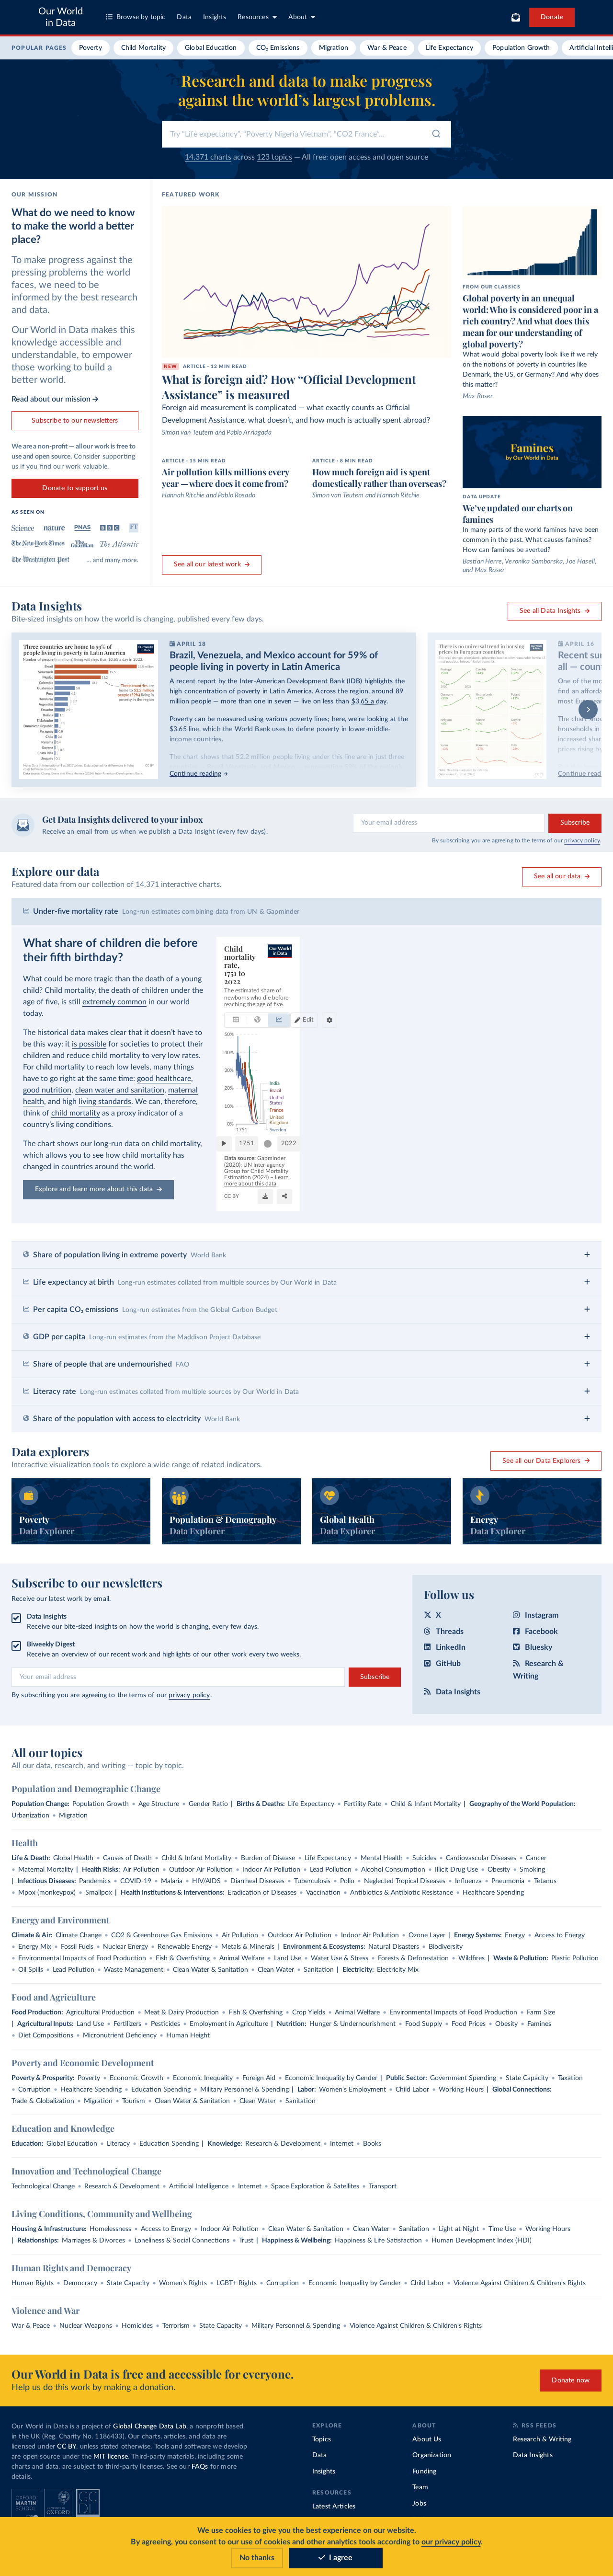 Our World
in Data
Browse by topic
Data
Insights
Resources
About
Donate
POPULAR PAGES
Poverty
Child Mortality
Global Education
CO₂ Emissions
Migration
War & Peace
Life Expectancy
Population Growth
Research and data to make progress
against the world's largest problems.
Try "Life expectancy", "Poverty Nigeria Vietnam", "CO2 France"...
14,371 charts across 123 topics — All free: open access and open source
OUR MISSION
What do we need to know
to make the world a better
place?
To make progress against the
pressing problems the world
faces, we need to be
informed by the best research
and data.
Our World in Data makes this
knowledge accessible and
understandable, to empower
those working to build a
better world.
Read about our mission
Subscribe to our newsletters
We are a non-profit — all our work is free to
use and open source. Consider supporting
us if you find our work valuable.
Donate to support us
AS SEEN ON
Science
nature
PNAS
BBC
FT
The New York Times
The Guardian
The Atlantic
The Washington Post
... and many more.
FEATURED WORK
NEW ARTICLE - 12 MIN READ
What is foreign aid? How "Official Development
Assistance" is measured
Foreign aid measurement is complicated — what exactly counts as Official
Development Assistance, what doesn't, and how much is actually spent abroad?
Simon van Teutem and Pablo Arriagada
ARTICLE - 15 MIN READ
Air pollution kills millions every
year — where does it come from?
Hannah Ritchie and Pablo Rosado
ARTICLE - 8 MIN READ
How much foreign aid is spent
domestically rather than overseas?
Simon van Teutem and Hannah Ritchie
See all our latest work
FROM OUR CLASSICS
Global poverty in an unequal
world: Who is considered poor in a
rich country? And what does this
mean for our understanding of
global poverty?
What would global poverty look like if we rely
on the notions of poverty in countries like
Denmark, the US, or Germany? And why does
this matter?
Max Roser
Famines
by Our World in Data
DATA UPDATE
We've updated our charts on
famines
In many parts of the world famines have been
common in the past. What causes famines?
How can famines be averted?
Bastian Herre, Veronika Samborska, Joe Hasell,
and Max Roser
Data Insights
Bite-sized insights on how the world is changing, published every few days.
See all Data Insights
Three countries are home to 59% of
people living in poverty in Latin America
APRIL 18
Brazil, Venezuela, and Mexico account for 59% of
people living in poverty in Latin America
A recent report by the Inter-American Development Bank (IDB) highlights the
high concentration of poverty in Latin America. Across the region, around 89
million people — more than one in seven — live on less than $3.65 a day.
Poverty can be measured using various poverty lines; here, we're looking at the
$3.65 line, which the World Bank uses to define poverty in lower-middle-
income countries.
The chart shows that 52.2 million people living under this line are in just three
Continue reading
There is no universal trend in housing
prices in European countries
APRIL 16
Get Data Insights delivered to your inbox
Receive an email from us when we publish a Data Insight (every few days).
Your email address
Subscribe
By subscribing you are agreeing to the terms of our privacy policy.
Explore our data
Featured data from our collection of 14,371 interactive charts.
See all our data
Under-five mortality rate Long-run estimates combining data from UN & Gapminder
What share of children die before
their fifth birthday?
What could be more tragic than the death of a young
child? Child mortality, the death of children under the
age of five, is still extremely common in our world
today.
The historical data makes clear that it doesn't have to
be this way: it is possible for societies to protect their
children and reduce child mortality to very low rates.
For child mortality to reach low levels, many things
have to go right at the same time: good healthcare,
good nutrition, clean water and sanitation, maternal
health, and high living standards. We can, therefore,
think of child mortality as a proxy indicator of a
country's living conditions.
The chart shows our long-run data on child mortality,
which allows you to see how child mortality has
changed in countries around the world.
Explore and learn more about this data
Child
mortality
rate,
1751 to
2022
Our World
in Data
The estimated share of
newborns who die before
reaching the age of five.
Edit
50%
40%
30%
20%
10%
0%
1751
India
Brazil
United
States
France
United
Kingdom
Sweden
1751
2022
Data source: Gapminder
(2020); UN Inter-agency
Group for Child Mortality
Estimation (2024) – Learn
more about this data
CC BY
Share of population living in extreme poverty World Bank
Life expectancy at birth Long-run estimates collated from multiple sources by Our World in Data
Per capita CO₂ emissions Long-run estimates from the Global Carbon Budget
GDP per capita Long-run estimates from the Maddison Project Database
Share of people that are undernourished FAO
Literacy rate Long-run estimates collated from multiple sources by Our World in Data
Share of the population with access to electricity World Bank
Data explorers
Interactive visualization tools to explore a wide range of related indicators.
See all our Data Explorers
Poverty
Data Explorer
Population & Demography
Data Explorer
Global Health
Data Explorer
Energy
Data Explorer
Subscribe to our newsletters
Receive our latest work by email.
Data Insights
Receive our bite-sized insights on how the world is changing, every few days.
Biweekly Digest
Receive an overview of our recent work and highlights of our other work every two weeks.
Your email address
Subscribe
By subscribing you are agreeing to the terms of our privacy policy.
Follow us
X
Instagram
Threads
Facebook
LinkedIn
Bluesky
GitHub
Research &
Writing
Data Insights
All our topics
All our data, research, and writing — topic by topic.
Population and Demographic Change
Population Change: Population Growth • Age Structure • Gender Ratio | Births & Deaths: Life Expectancy • Fertility Rate • Child & Infant Mortality | Geography of the World Population:
Urbanization • Migration
Health
Life & Death: Global Health • Causes of Death • Child & Infant Mortality • Burden of Disease • Life Expectancy • Mental Health • Suicides • Cardiovascular Diseases • Cancer
• Maternal Mortality | Health Risks: Air Pollution • Outdoor Air Pollution • Indoor Air Pollution • Lead Pollution • Alcohol Consumption • Illicit Drug Use • Obesity • Smoking
| Infectious Diseases: Pandemics • COVID-19 • Malaria • HIV/AIDS • Diarrheal Diseases • Tuberculosis • Polio • Neglected Tropical Diseases • Influenza • Pneumonia • Tetanus
• Mpox (monkeypox) • Smallpox | Health Institutions & Interventions: Eradication of Diseases • Vaccination • Antibiotics & Antibiotic Resistance • Healthcare Spending
Energy and Environment
Climate & Air: Climate Change • CO2 & Greenhouse Gas Emissions • Air Pollution • Outdoor Air Pollution • Indoor Air Pollution • Ozone Layer | Energy Systems: Energy • Access to Energy
• Energy Mix • Fossil Fuels • Nuclear Energy • Renewable Energy • Metals & Minerals | Environment & Ecosystems: Natural Disasters • Biodiversity
• Environmental Impacts of Food Production • Fish & Overfishing • Animal Welfare • Land Use • Water Use & Stress • Forests & Deforestation • Wildfires | Waste & Pollution: Plastic Pollution
• Oil Spills • Lead Pollution • Waste Management • Clean Water & Sanitation • Clean Water • Sanitation | Electricity: Electricity Mix
Food and Agriculture
Food Production: Agricultural Production • Meat & Dairy Production • Fish & Overfishing • Crop Yields • Animal Welfare • Environmental Impacts of Food Production • Farm Size
| Agricultural Inputs: Land Use • Fertilizers • Pesticides • Employment in Agriculture | Nutrition: Hunger & Undernourishment • Food Supply • Food Prices • Obesity • Famines
• Diet Compositions • Micronutrient Deficiency • Human Height
Poverty and Economic Development
Poverty & Prosperity: Poverty • Economic Growth • Economic Inequality • Foreign Aid • Economic Inequality by Gender | Public Sector: Government Spending • State Capacity • Taxation
• Corruption • Healthcare Spending • Education Spending • Military Personnel & Spending | Labor: Women's Employment • Child Labor • Working Hours | Global Connections:
Trade & Globalization • Migration • Tourism • Clean Water & Sanitation • Clean Water • Sanitation
Education and Knowledge
Education: Global Education • Literacy • Education Spending | Knowledge: Research & Development • Internet • Books
Innovation and Technological Change
Technological Change • Research & Development • Artificial Intelligence • Internet • Space Exploration & Satellites • Transport
Living Conditions, Community and Wellbeing
Housing & Infrastructure: Homelessness • Access to Energy • Indoor Air Pollution • Clean Water & Sanitation • Clean Water • Sanitation • Light at Night • Time Use • Working Hours
| Relationships: Marriages & Divorces • Loneliness & Social Connections • Trust | Happiness & Wellbeing: Happiness & Life Satisfaction • Human Development Index (HDI)
Human Rights and Democracy
Human Rights • Democracy • State Capacity • Women's Rights • LGBT+ Rights • Corruption • Economic Inequality by Gender • Child Labor • Violence Against Children & Children's Rights
Violence and War
War & Peace • Nuclear Weapons • Homicides • Terrorism • State Capacity • Military Personnel & Spending • Violence Against Children & Children's Rights
Our World in Data is free and accessible for everyone.
Help us do this work by making a donation.
Donate now
Our World in Data is a project of Global Change Data Lab, a nonprofit based
in the UK (Reg. Charity No. 1186433). Our charts, articles, and data are
licensed under CC BY, unless stated otherwise. Tools and software we develop
are open source under the MIT license. Third-party materials, including some
charts and data, are subject to third-party licenses. See our FAQs for more
details.
OXFORD
MARTIN
SCHOOL
UNIVERSITY OF
OXFORD
GC
DL
EXPLORE
Topics
Data
Insights
RESOURCES
Latest Articles
ABOUT
About Us
Organization
Funding
Team
Jobs
RSS FEEDS
Research & Writing
Data Insights
We use cookies to give you the best experience on our website.
By agreeing, you consent to our use of cookies and other analytics tools according to our privacy policy.
No thanks
I agree